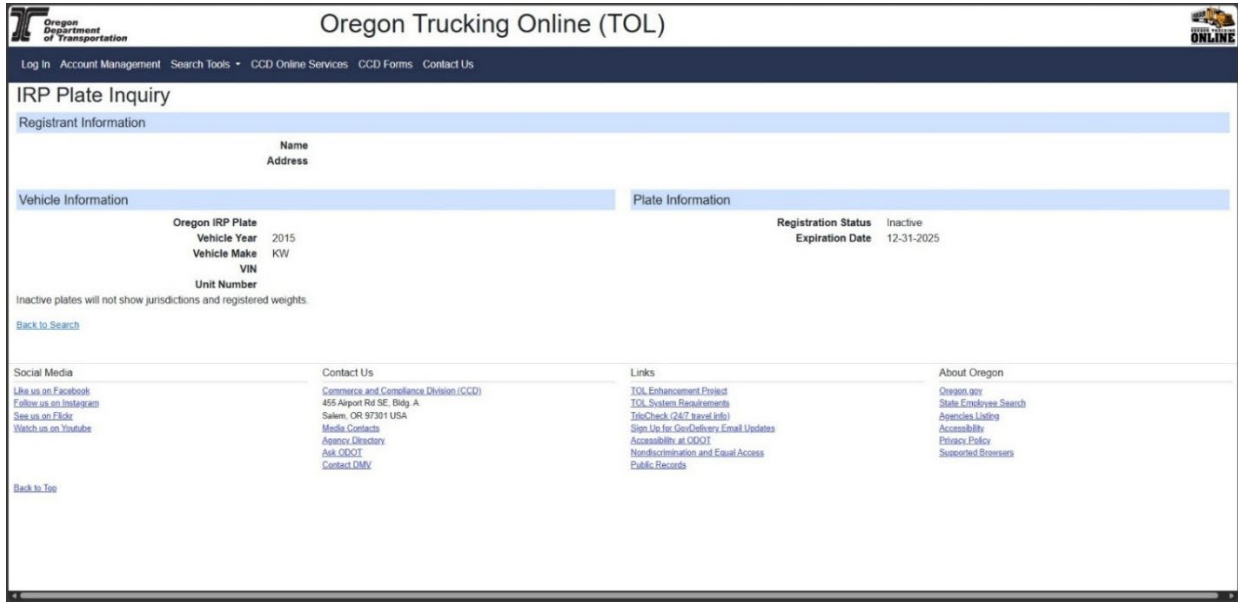 Oregon
Department
of Transportation
Oregon Trucking Online (TOL)
OREGON TRUCKING
ONLINE
Log In Account Management Search Tools CCD Online Services CCD Forms Contact Us
IRP Plate Inquiry
Registrant Information
Name
Address
Vehicle Information
Oregon IRP Plate
Vehicle Year 2015
Vehicle Make KW
VIN
Unit Number
Inactive plates will not show jurisdictions and registered weights.
Back to Search
Plate Information
Registration Status Inactive
Expiration Date 12-31-2025
Social Media
Like us on Facebook
Follow us on Instagram
See us on Flickr
Watch us on Youtube
Contact Us
Commerce and Compliance Division (CCD)
455 Airport Rd SE, Bldg. A
Salem, OR 97301 USA
Media Contacts
Agency Directory
Ask ODOT
Contact DMV
Links
TOL Enhancement Project
TOL System Requirements
TripCheck (24/7 travel info)
Sign Up for GovDelivery Email Updates
Accessibility at ODOT
Nondiscrimination and Equal Access
Public Records
About Oregon
Oregon.gov
State Employee Search
Agencies Listing
Accessibility
Privacy Policy
Supported Browsers
Back to Top